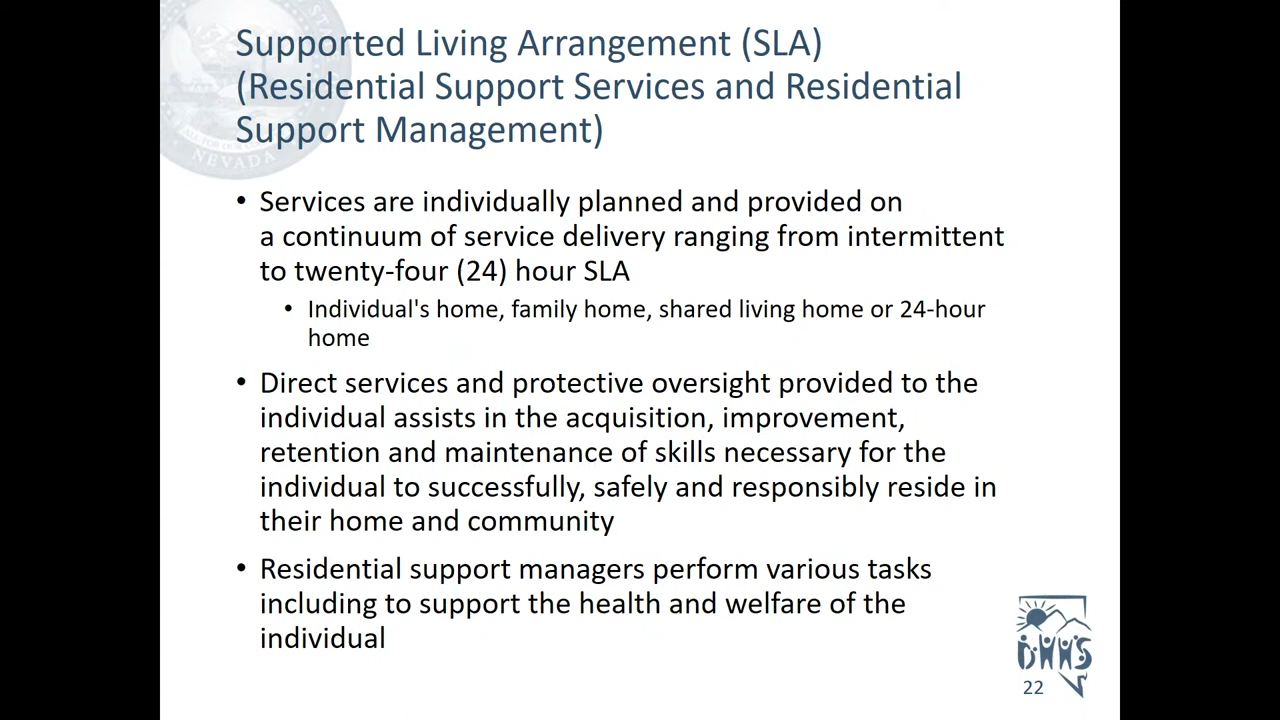 Supported Living Arrangement (SLA)
(Residential Support Services and Residential
Support Management)
• Services are individually planned and provided on
a continuum of service delivery ranging from intermittent
to twenty-four (24) hour SLA
• Individual's home, family home, shared living home or 24-hour
home
• Direct services and protective oversight provided to the
individual assists in the acquisition, improvement,
retention and maintenance of skills necessary for the
individual to successfully, safely and responsibly reside in
their home and community
• Residential support managers perform various tasks
including to support the health and welfare of the
individual
NEVADA
DHHS
22